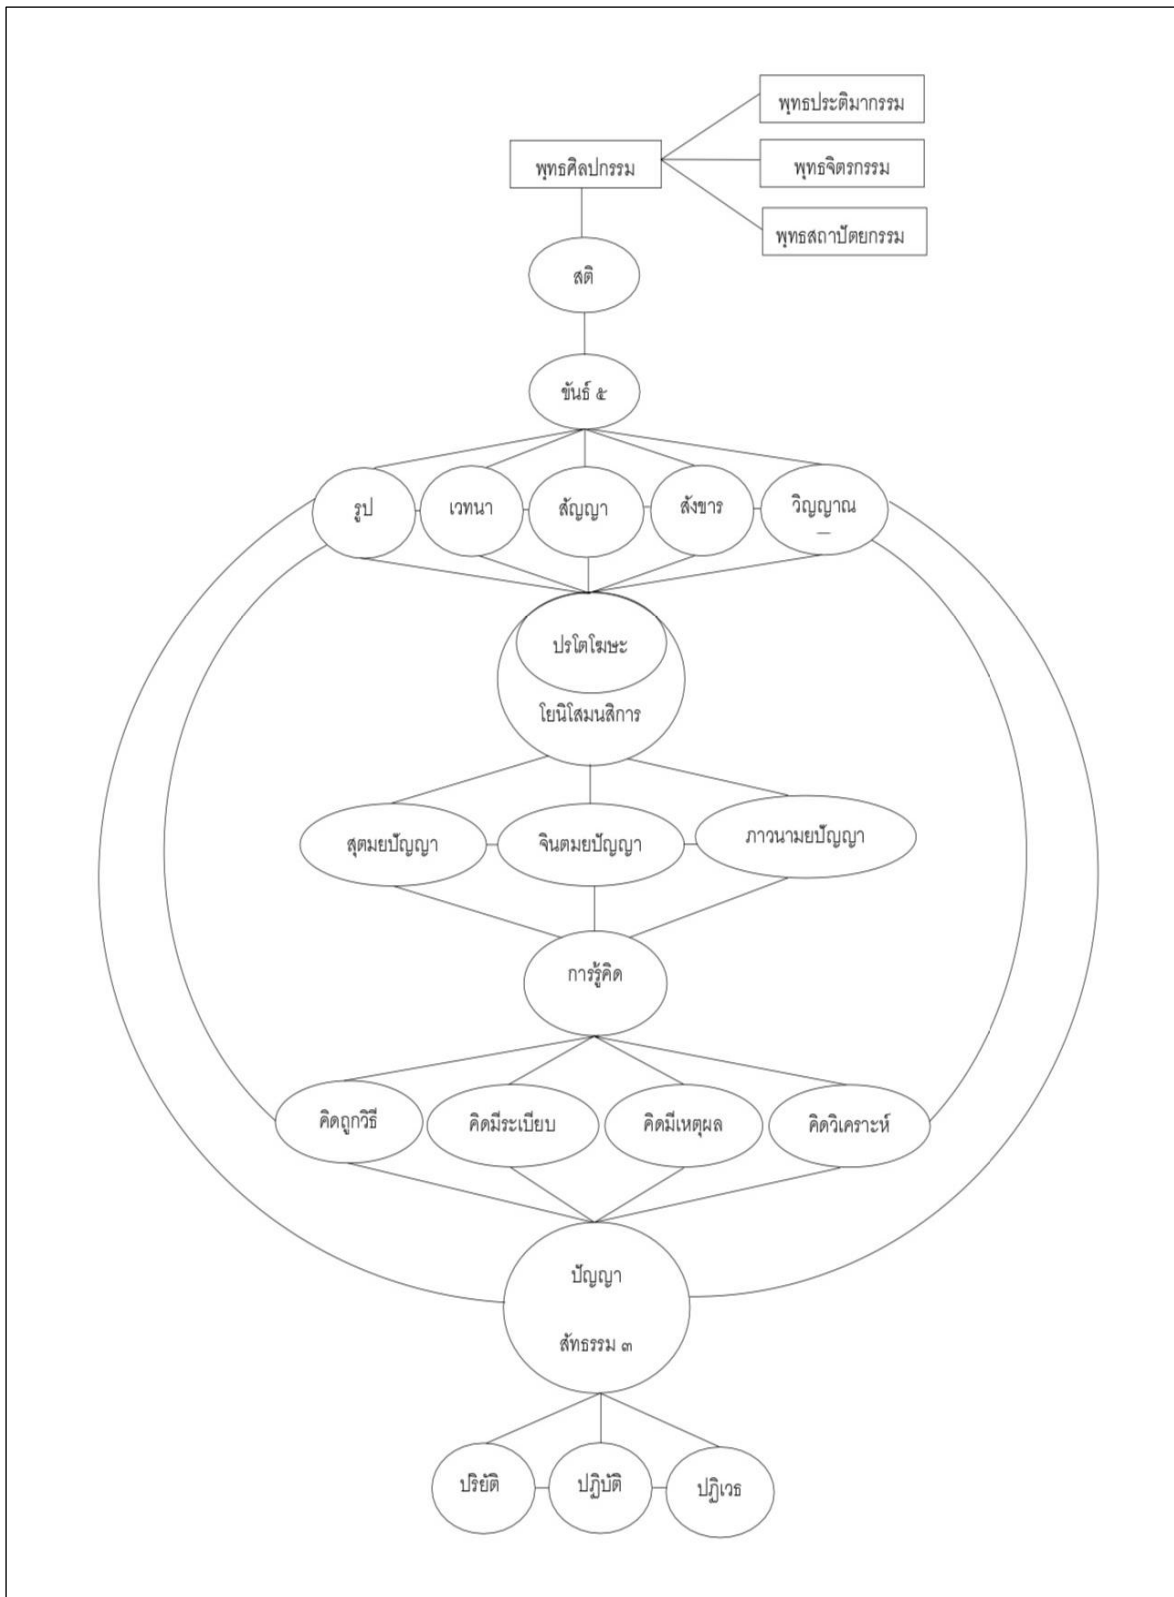 พุทธประติมากรรม
พุทธศิลปกรรม
พุทธจิตรกรรม
พุทธสถาปัตยกรรม
สติ
ขันธ์ ๕
รูป
เวทนา
สัญญา
สังขาร
วิญญาณ
ปรโตโฆษะ
โยนิโสมนสิการ
สุตมยปัญญา
จินตมยปัญญา
ภาวนามยปัญญา
การรู้คิด
คิดถูกวิธี
คิดมีระเบียบ
คิดมีเหตุผล
คิดวิเคราะห์
ปัญญา
สัทธรรม ๓
ปริยัติ
ปฏิบัติ
ปฏิเวธ